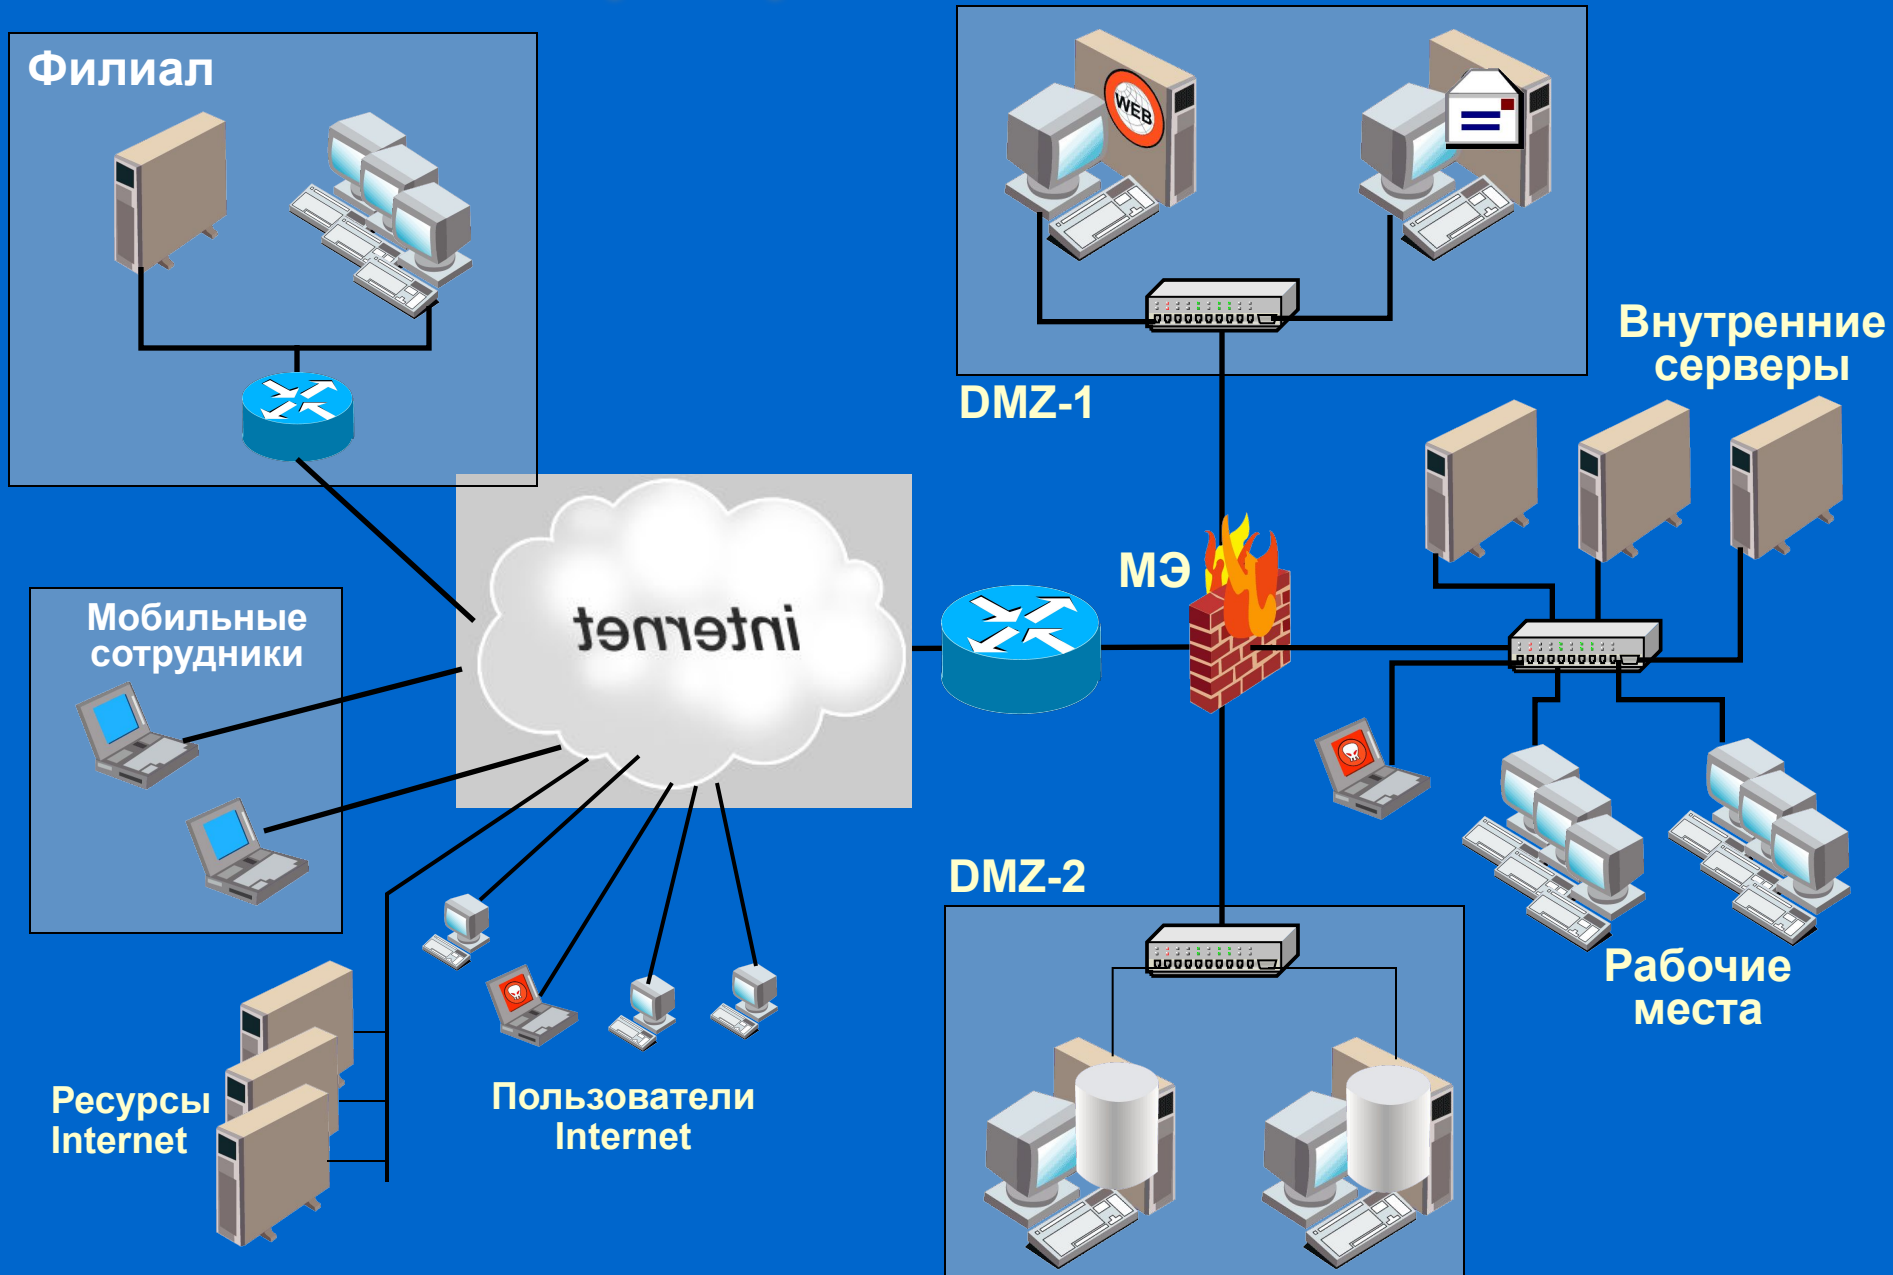 Филиал
WEB
DMZ-1
Внутренние
серверы
МЭ
internet
Мобильные
сотрудники
DMZ-2
Рабочие
места
Ресурсы
Internet
Пользователи
Internet